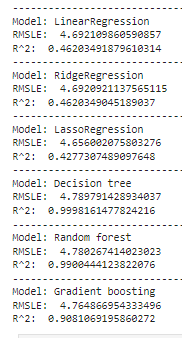 ------------------------------
Model: LinearRegression
RMSLE:  4.692109860590857
R^2:  0.46203491879610314
------------------------------
Model: RidgeRegression
RMSLE:  4.6920921137565115
R^2:  0.4620349045189037
------------------------------
Model: LassoRegression
RMSLE:  4.656002075803276
R^2:  0.4277307489097648
------------------------------
Model: Decision tree
RMSLE:  4.789791428934037
R^2:  0.9998161477824216
------------------------------
Model: Random forest
RMSLE:  4.780267414023023
R^2:  0.9900444123822076
------------------------------
Model: Gradient boosting
RMSLE:  4.764866954333496
R^2:  0.9081069195860272